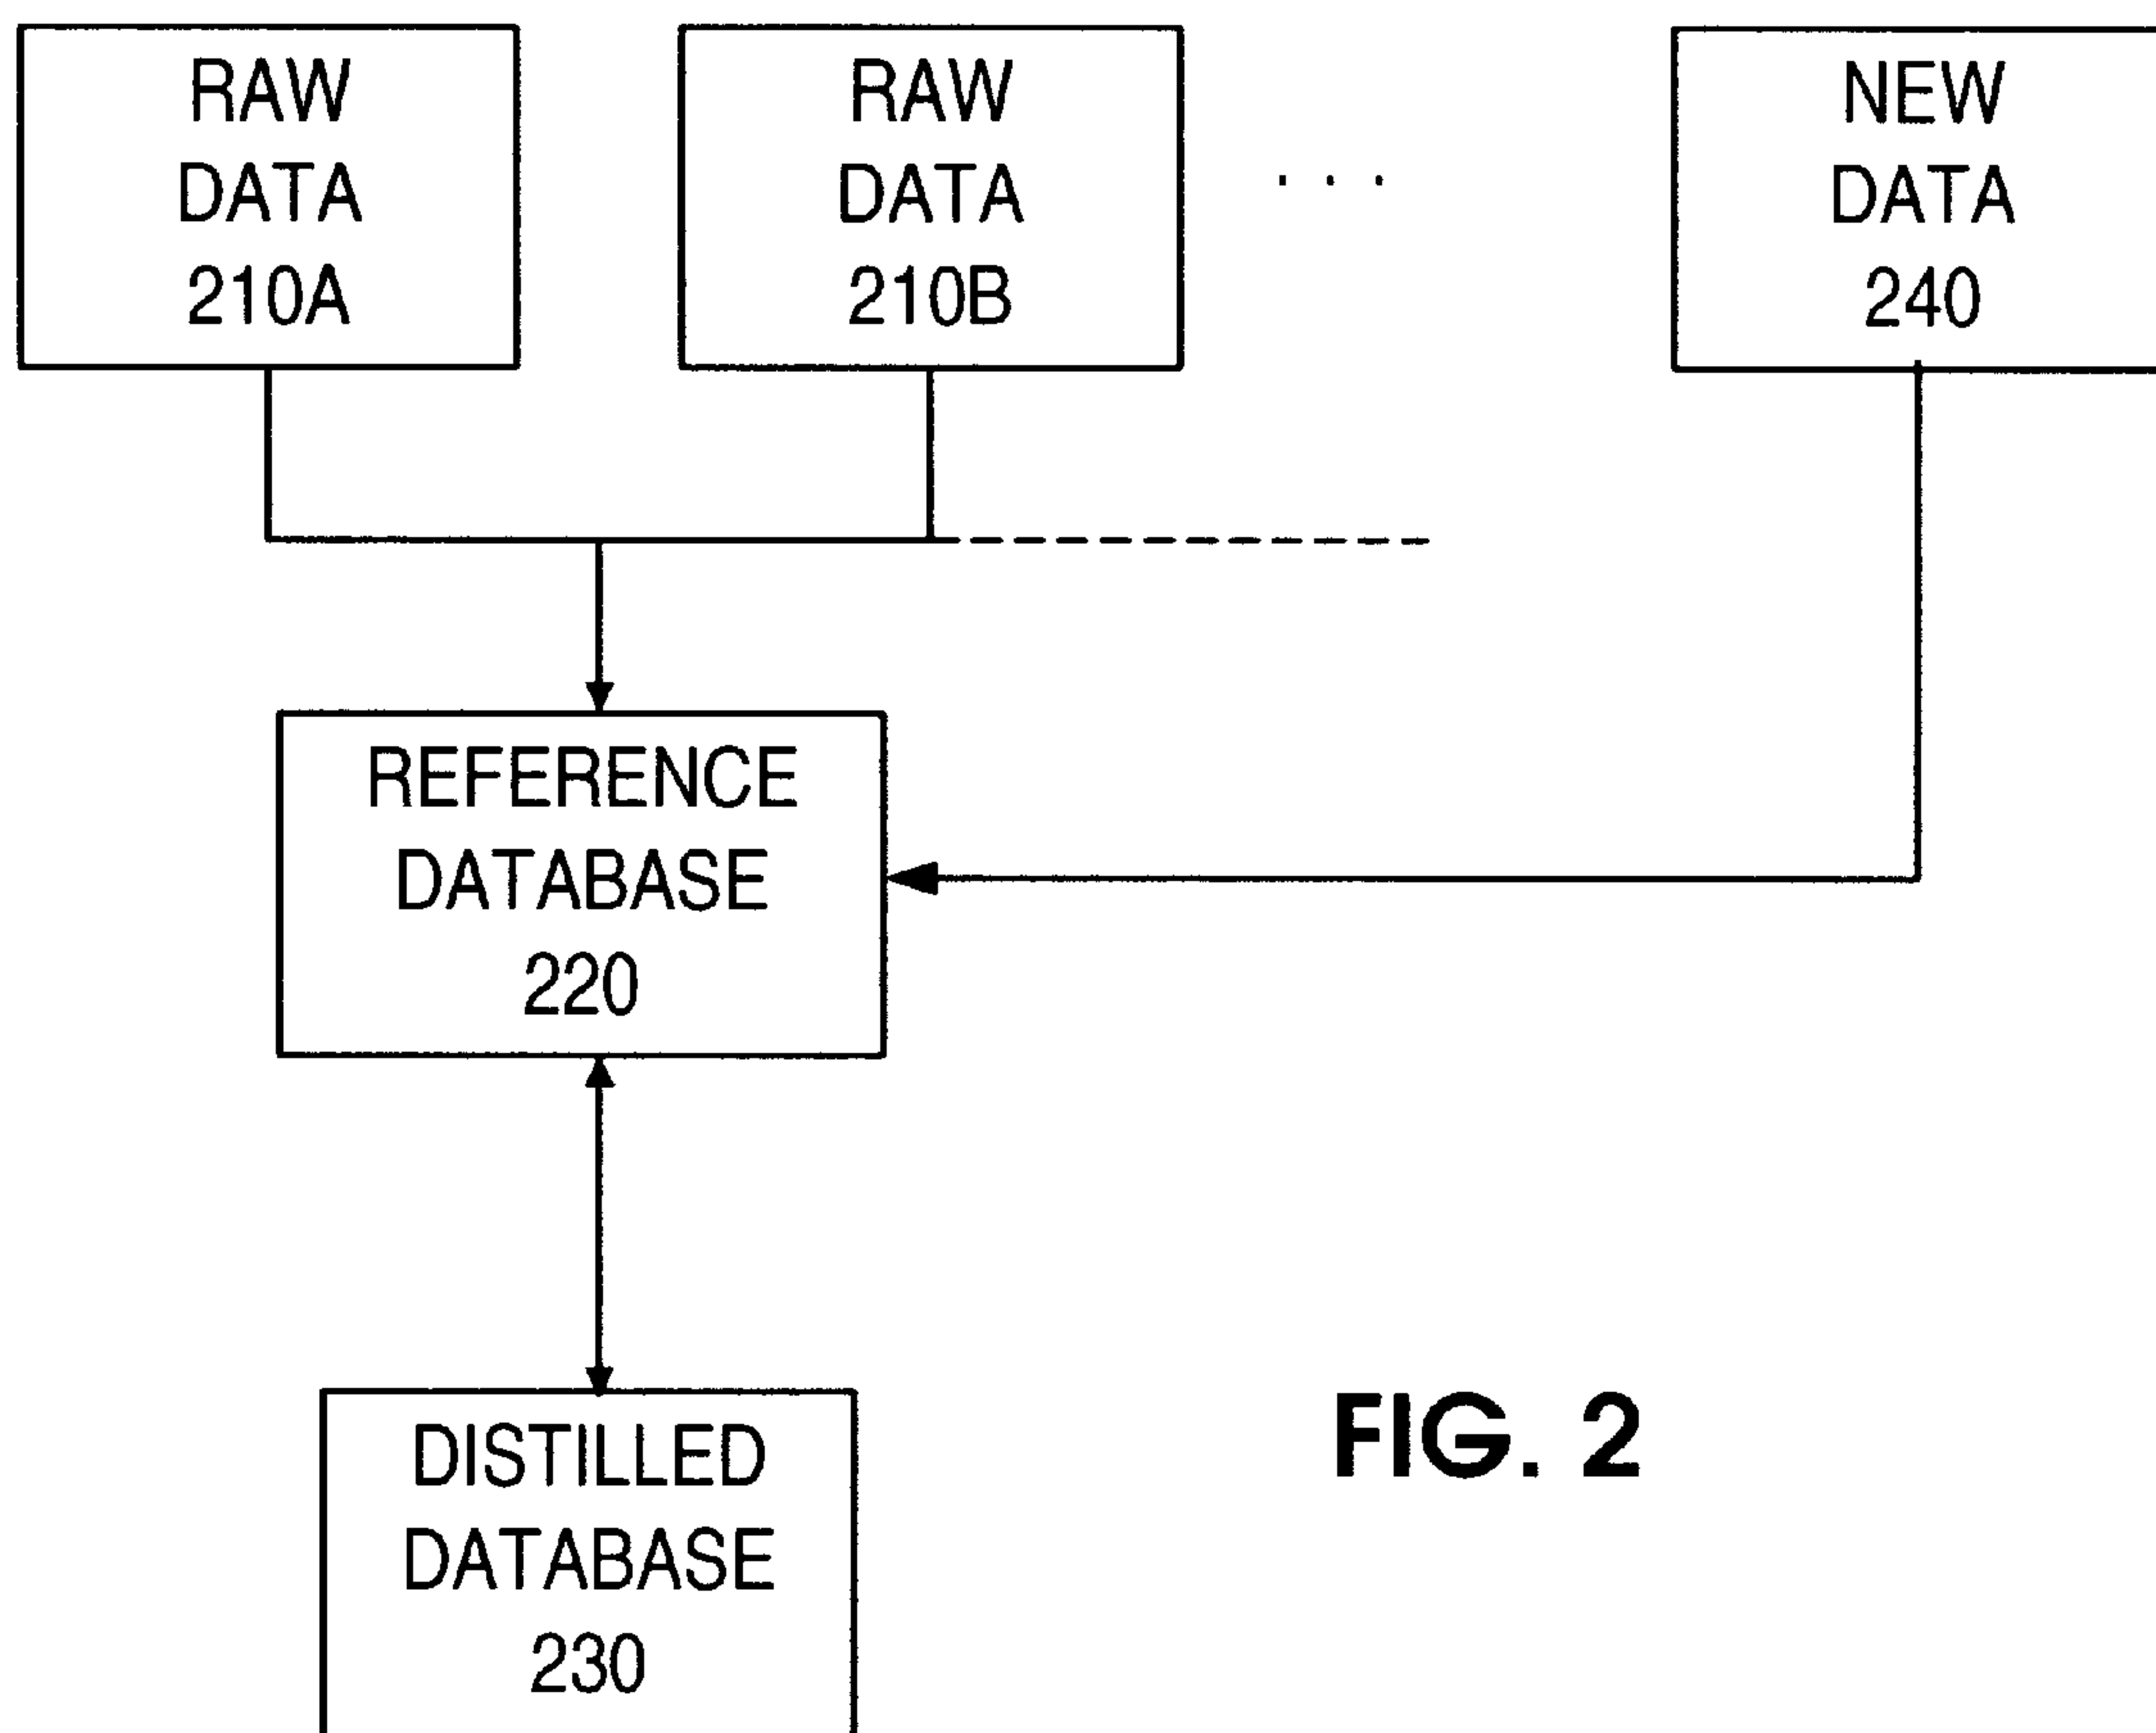 RAW
DATA
210A
RAW
DATA
210B
. . .
NEW
DATA
240
REFERENCE
DATABASE
220
DISTILLED
DATABASE
230
FIG. 2